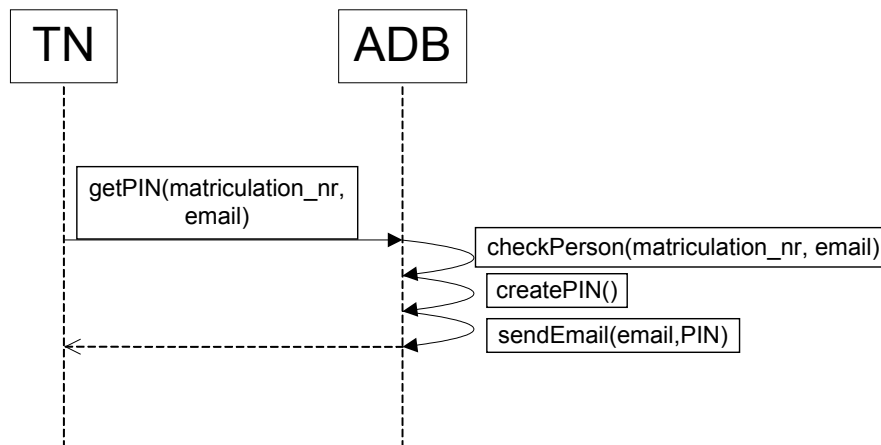 TN
ADB
getPIN(matriculation_nr,
email)
checkPerson(matriculation_nr, email)
createPIN()
sendEmail(email,PIN)